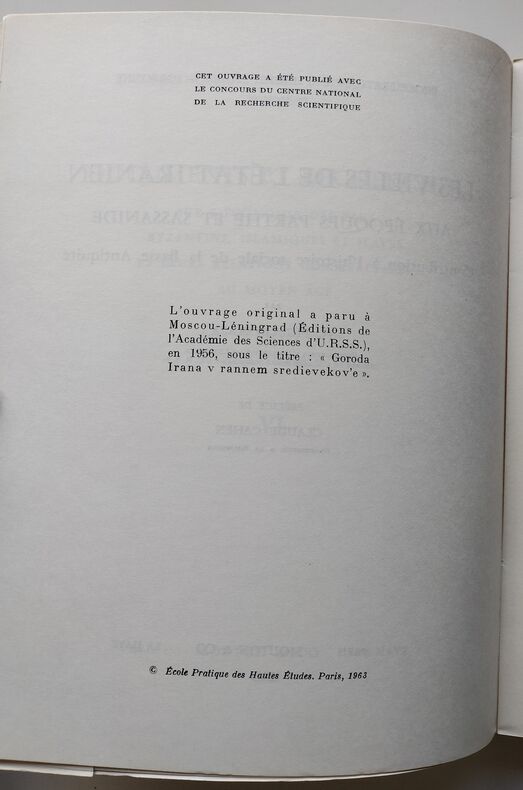 CET OUVRAGE A ÉTÉ PUBLIÉ AVEC
LE CONCOURS DU CENTRE NATIONAL
DE LA RECHERCHE SCIENTIFIQUE
L'ouvrage original a paru à
Moscou-Léningrad (Éditions de
l'Académie des Sciences d'U.R.S.S.),
en 1956, sous le titre : « Goroda
Irana v rannem sredievekov'e ».
© École Pratique des Hautes Études. Paris, 1963